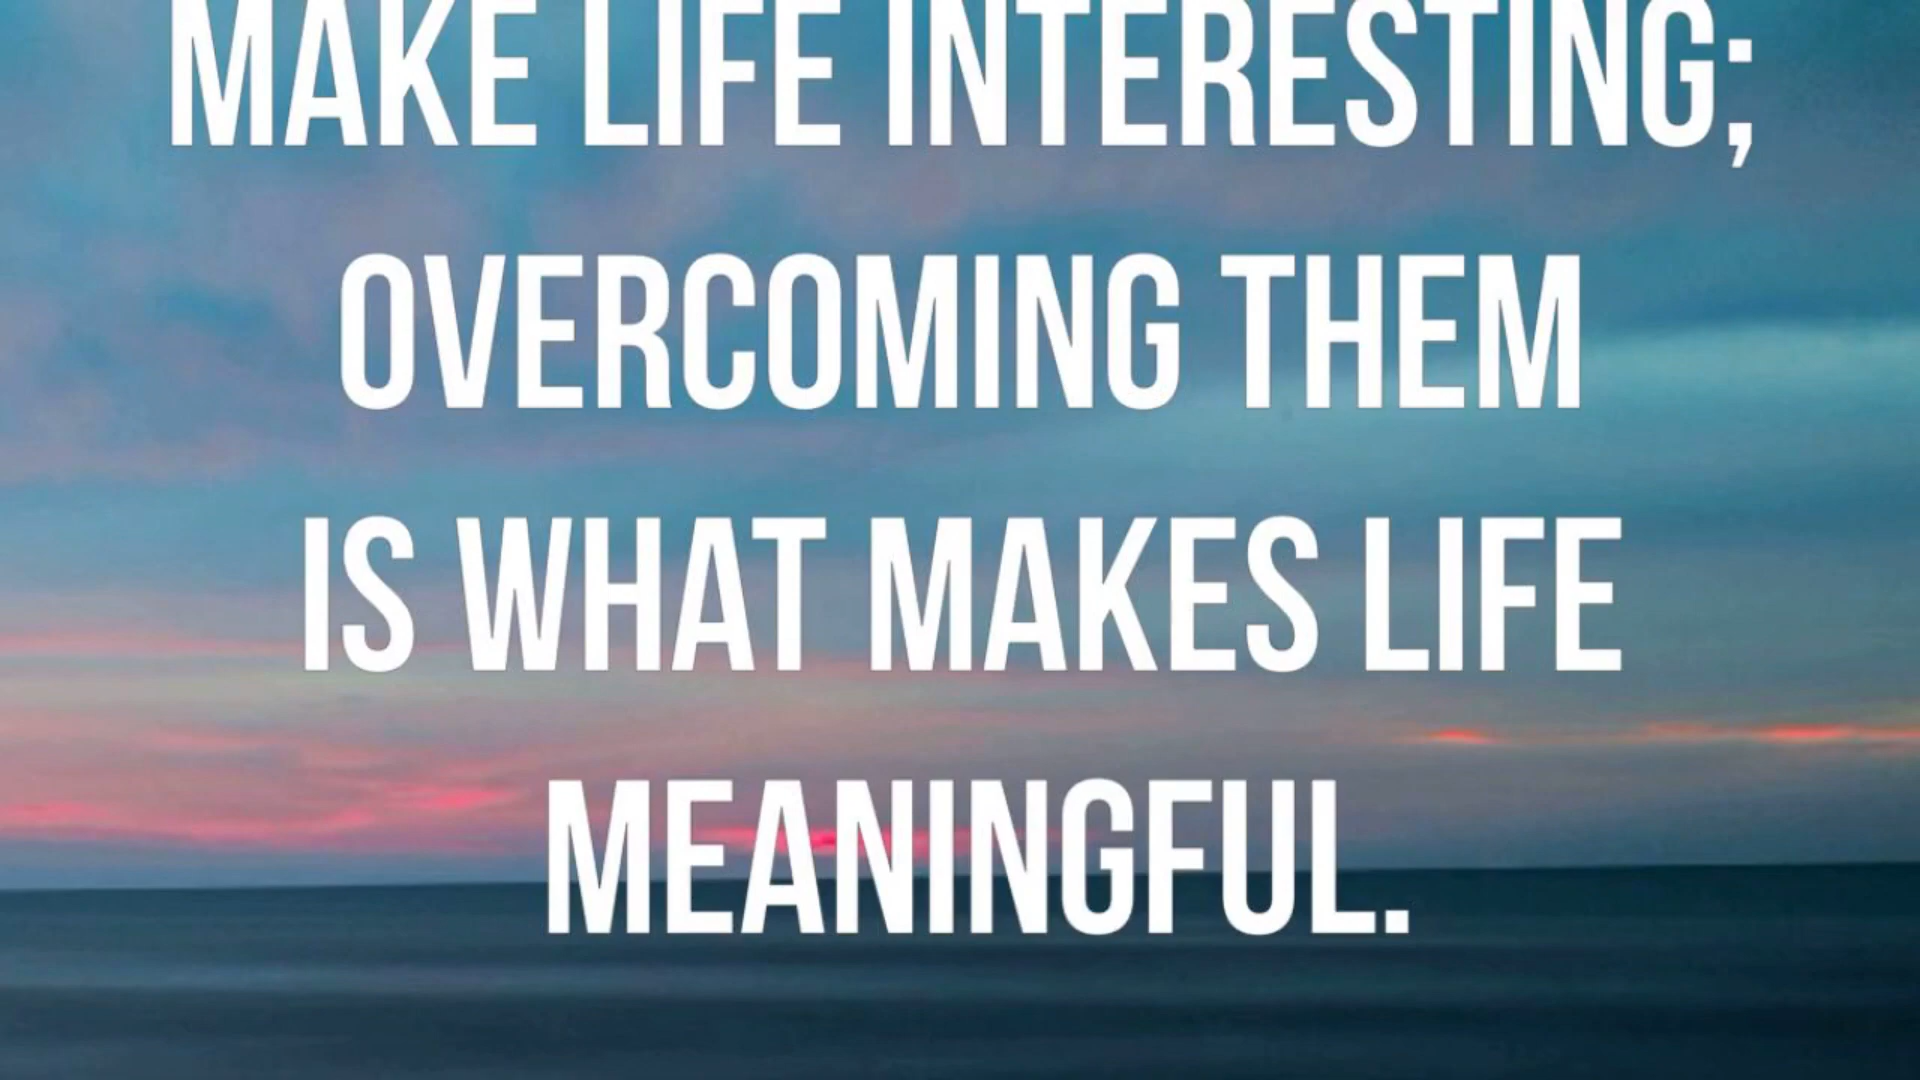 MAKE LIFE INTERESTING;
OVERCOMING THEM
IS WHAT MAKES LIFE
MEANINGFUL.